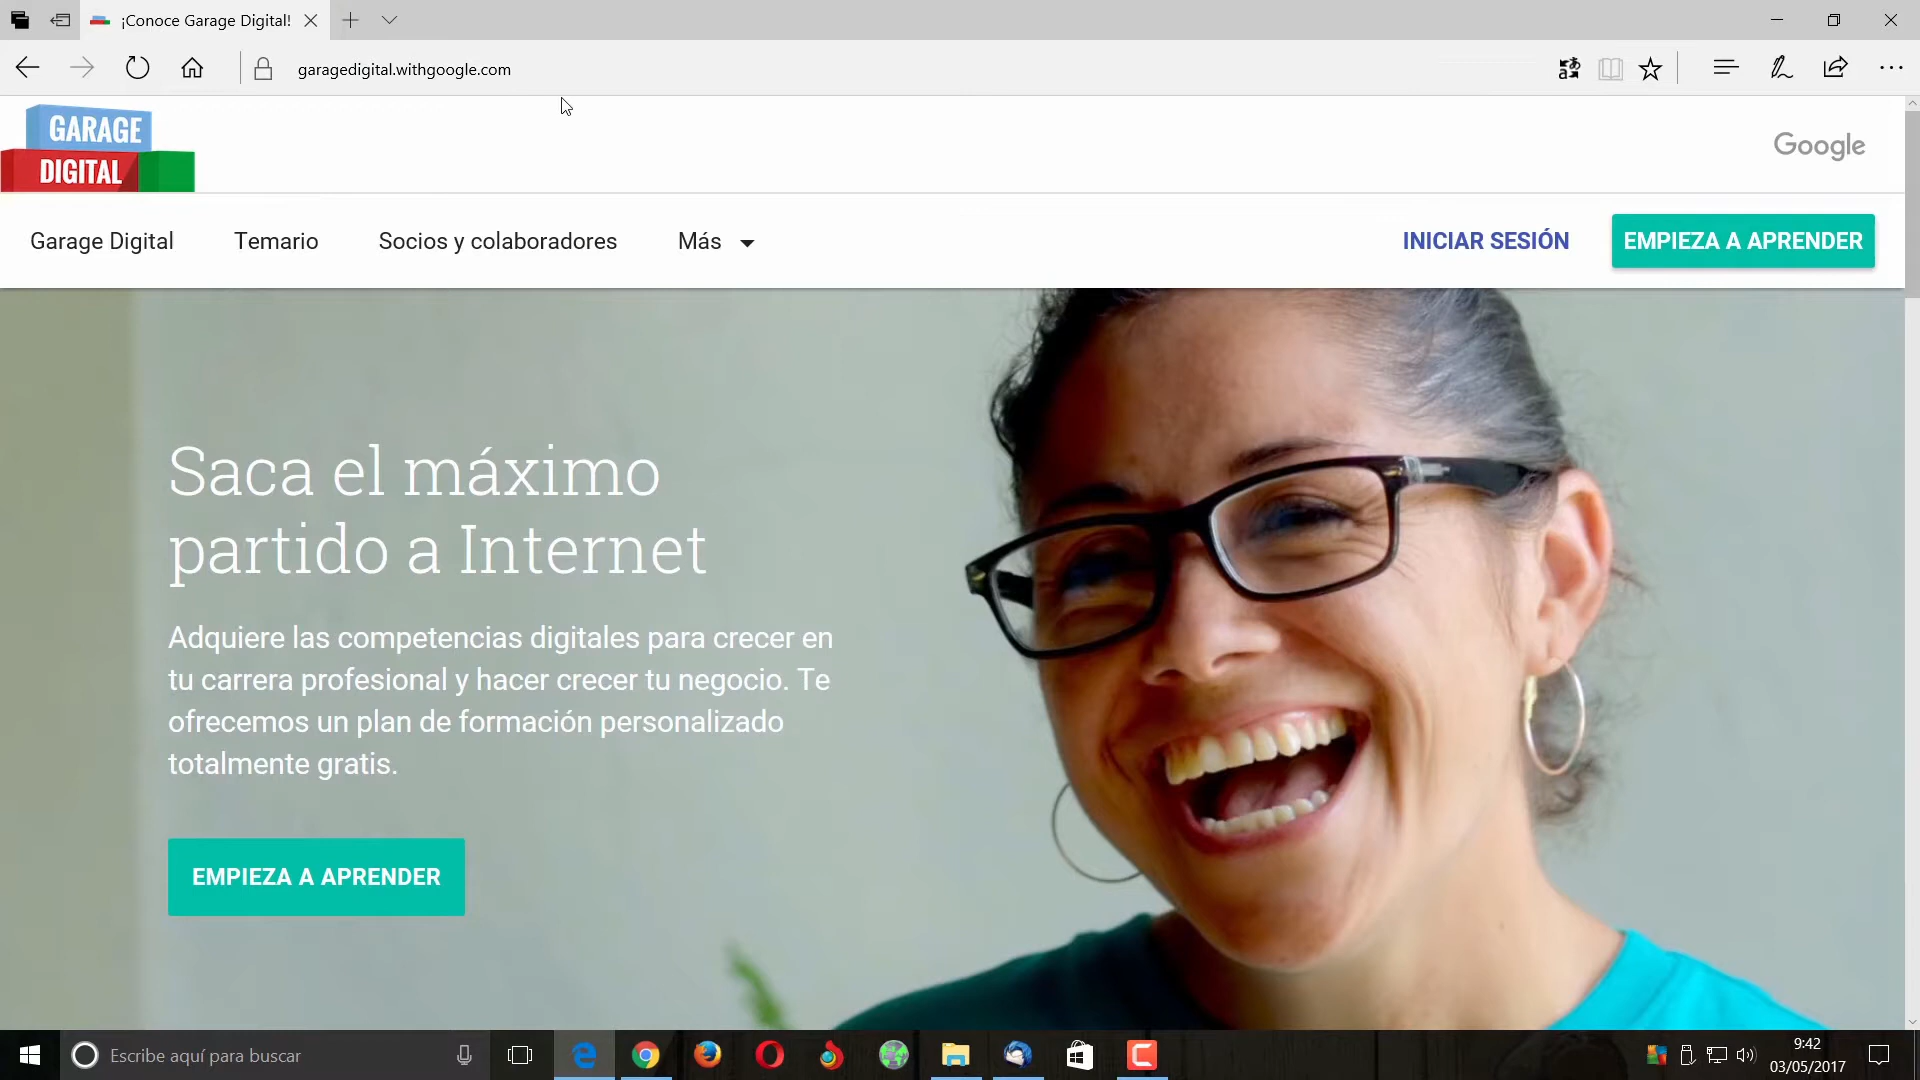 ¡Conoce Garage Digital!
garagedigital.withgoogle.com
GARAGE
DIGITAL
Google
Garage Digital Temario Socios y colaboradores Más INICIAR SESIÓN EMPIEZA A APRENDER
Saca el máximo
partido a Internet
Adquiere las competencias digitales para crecer en
tu carrera profesional y hacer crecer tu negocio. Te
ofrecemos un plan de formación personalizado
totalmente gratis.
EMPIEZA A APRENDER
Escribe aquí para buscar
9:42
03/05/2017